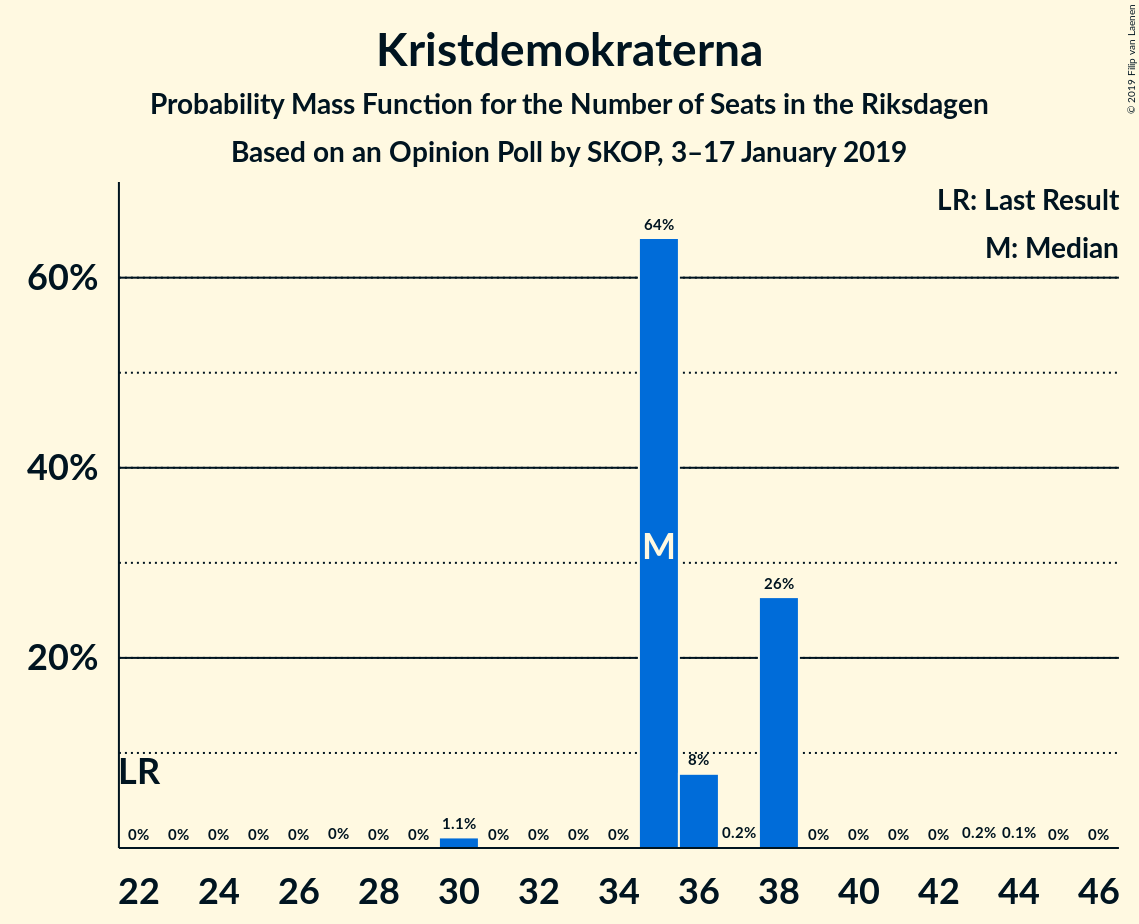 Kristdemokraterna
Probability Mass Function for the Number of Seats in the Riksdagen
Based on an Opinion Poll by SKOP, 3–17 January 2019
© 2019 Filip van Laenen
LR: Last Result
M: Median
60%
40%
20%
64%
M
26%
8%
LR
0% 0% 0% 0% 0% 0% 0% 0% 1.1% 0% 0% 0% 0% 0.2% 0% 0% 0% 0% 0.2% 0.1% 0% 0%
22 24 26 28 30 32 34 36 38 40 42 44 46